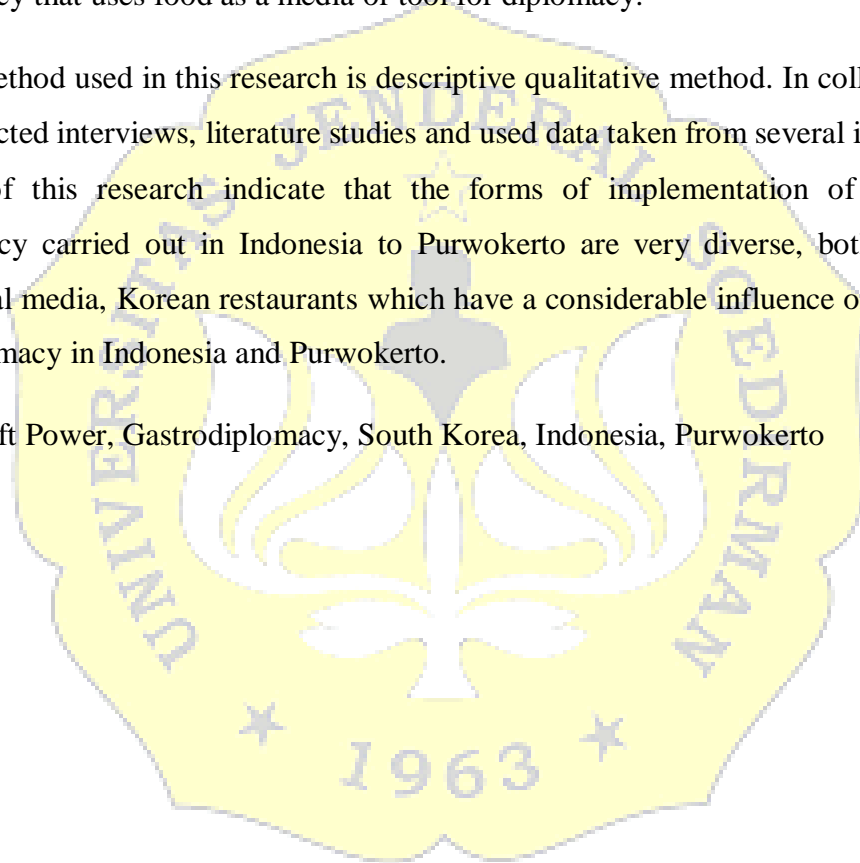 cy that uses food as a media or tool for diplomacy.
ethod used in this research is descriptive qualitative method. In coll
cted interviews, literature studies and used data taken from several i
of this research indicate that the forms of implementation of
cy carried out in Indonesia to Purwokerto are very diverse, bot
al media, Korean restaurants which have a considerable influence o
omacy in Indonesia and Purwokerto.
ft Power, Gastrodiplomacy, South Korea, Indonesia, Purwokerto
UNIVERSITAS JENDERAL SOEDIRMAN
1963